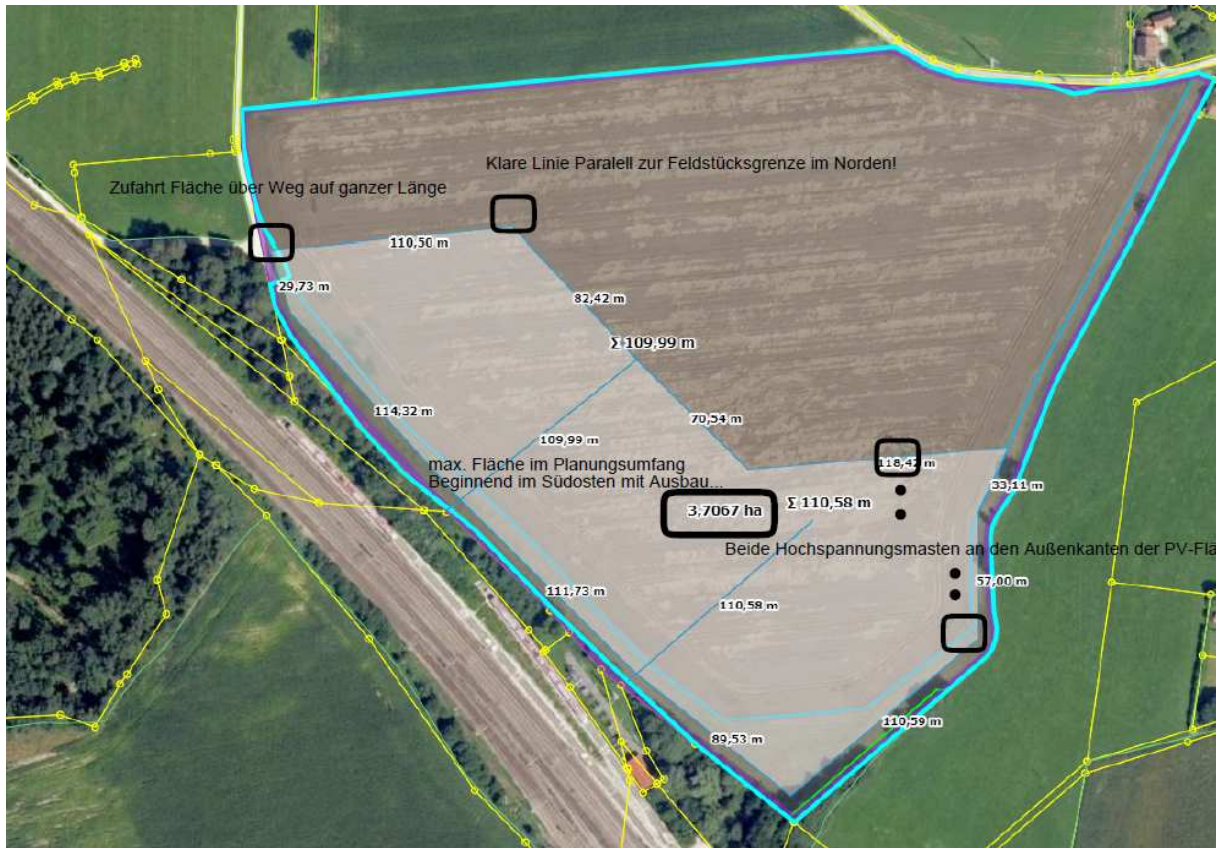 Klare Linie Paralell zur Feldstücksgrenze im Norden!
Zufahrt Fläche über Weg auf ganzer Länge
110,50 m
29,73 m
82,42 m
Σ 109,99 m
114,32 m
70,54 m
109,99 m
118,42 m
max. Fläche im Planungsumfang
Beginnend im Südosten mit Ausbau...
33,11 m
3,7067 ha
Σ 110,58 m
Beide Hochspannungsmasten an den Außenkanten der PV-Flä
57,00 m
111,73 m
110,58 m
110,59 m
89,53 m